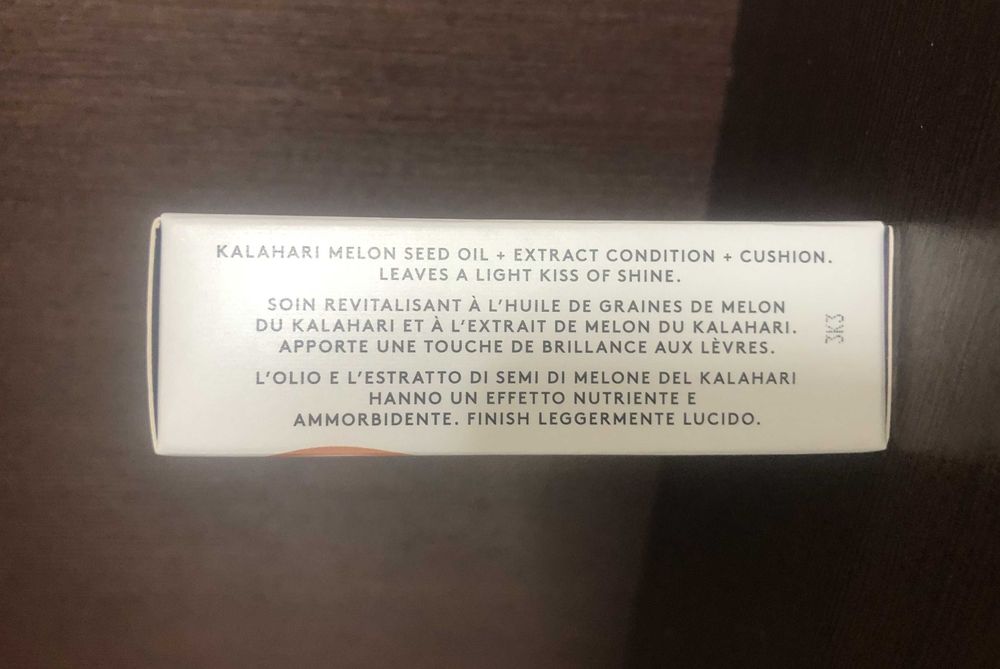 KALAHARI MELON SEED OIL + EXTRACT CONDITION + CUSHION.
LEAVES A LIGHT KISS OF SHINE.
SOIN REVITALISANT À L'HUILE DE GRAINES DE MELON
DU KALAHARI ET À L'EXTRAIT DE MELON DU KALAHARI.
APPORTE UNE TOUCHE DE BRILLANCE AUX LÈVRES.
L'OLIO E L'ESTRATTO DI SEMI DI MELONE DEL KALAHARI
HANNO UN EFFETTO NUTRIENTE E
AMMORBIDENTE. FINISH LEGGERMENTE LUCIDO.
3K3